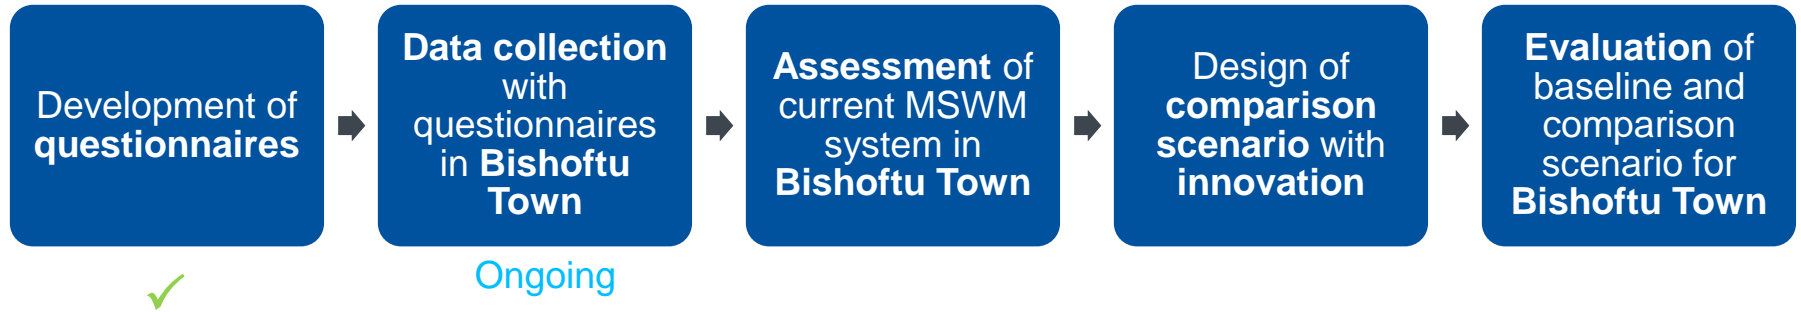 Development of
questionnaires
Data collection
with
questionnaires
in Bishoftu
Town
Assessment of
current MSWM
system in
Bishoftu Town
Design of
comparison
scenario with
innovation
Evaluation of
baseline and
comparison
scenario for
Bishoftu Town
Ongoing